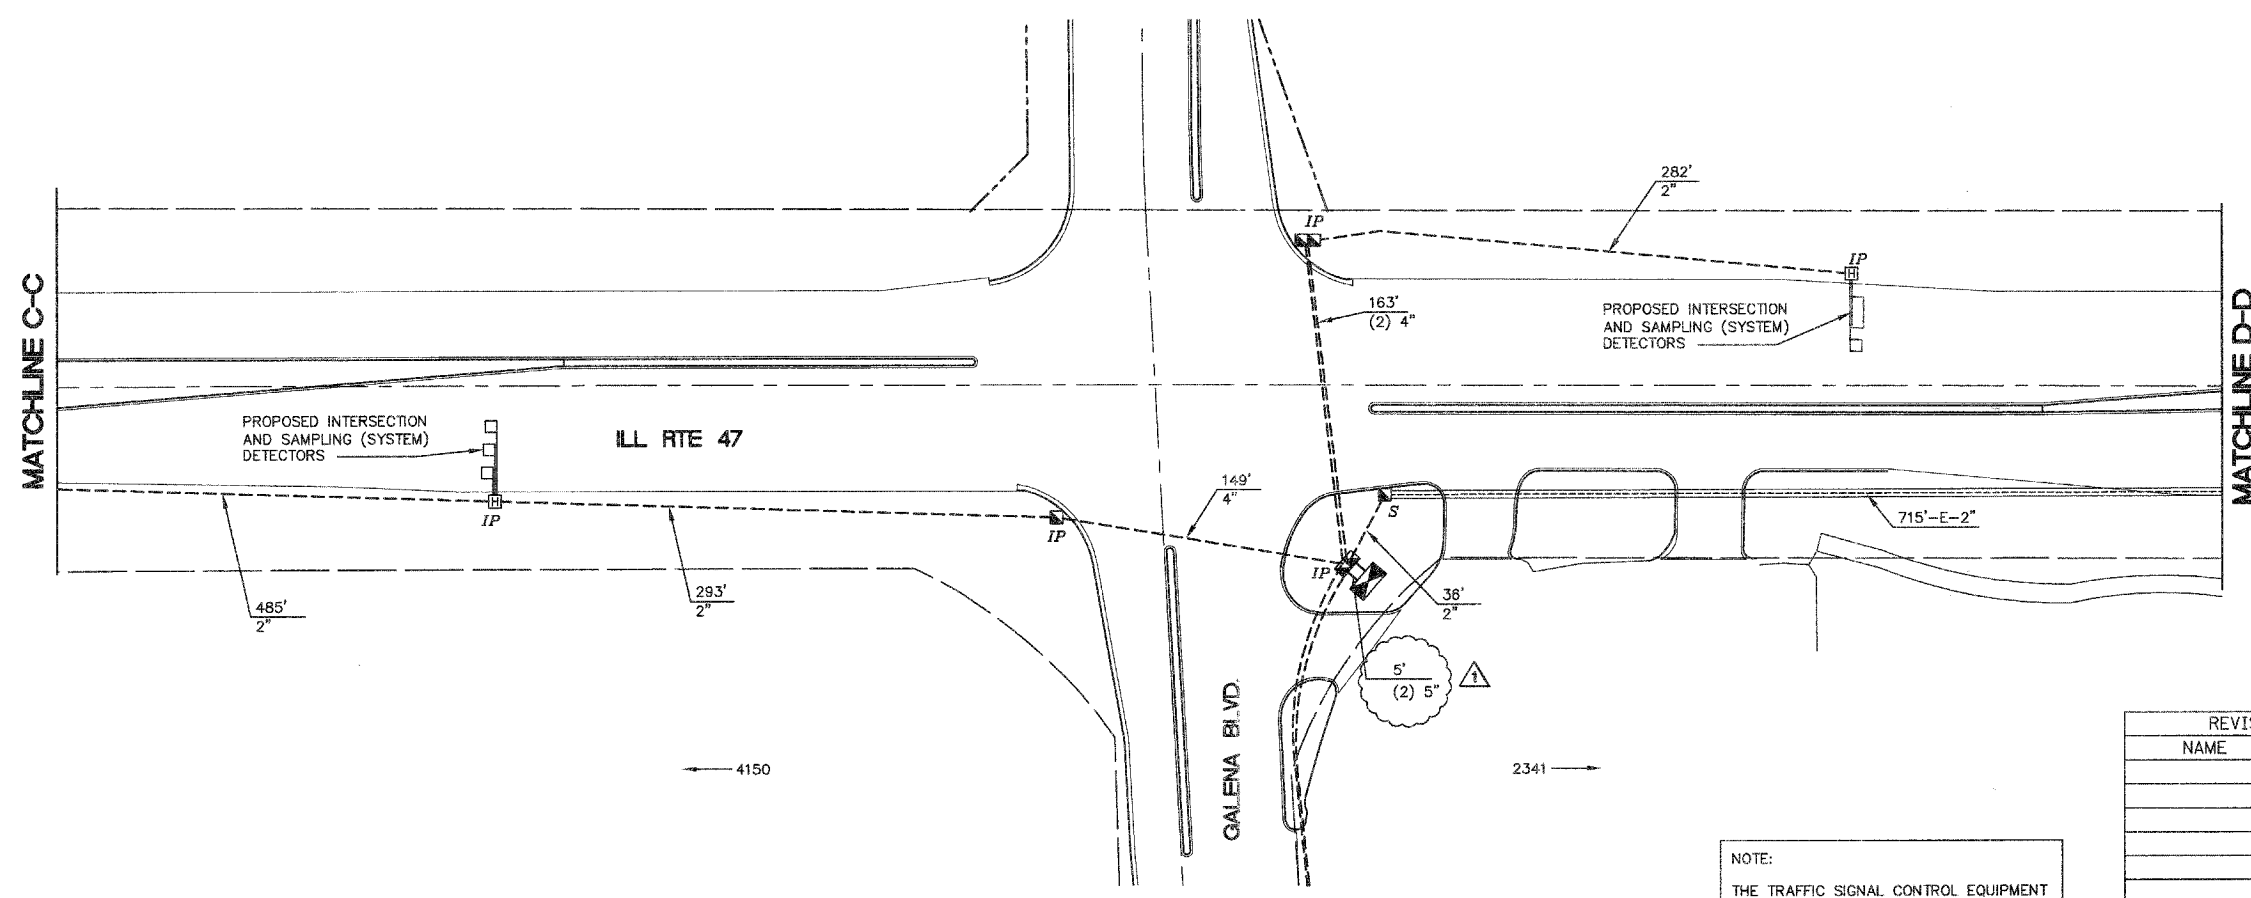 282'
2"
MATCHLINE C-C
IP
IP
163'
(2) 4"
PROPOSED INTERSECTION
AND SAMPLING (SYSTEM)
DETECTORS
MATCHLINE D-D
PROPOSED INTERSECTION
AND SAMPLING (SYSTEM)
DETECTORS
ILL RTE 47
149'
4"
IP
IP
S
715'-E-2"
IP
485'
2"
293'
2"
36'
2"
5'
(2) 5"
1
GALENA BLVD.
4150
2341
REVIS
NAME
NOTE:
THE TRAFFIC SIGNAL CONTROL EQUIPMENT